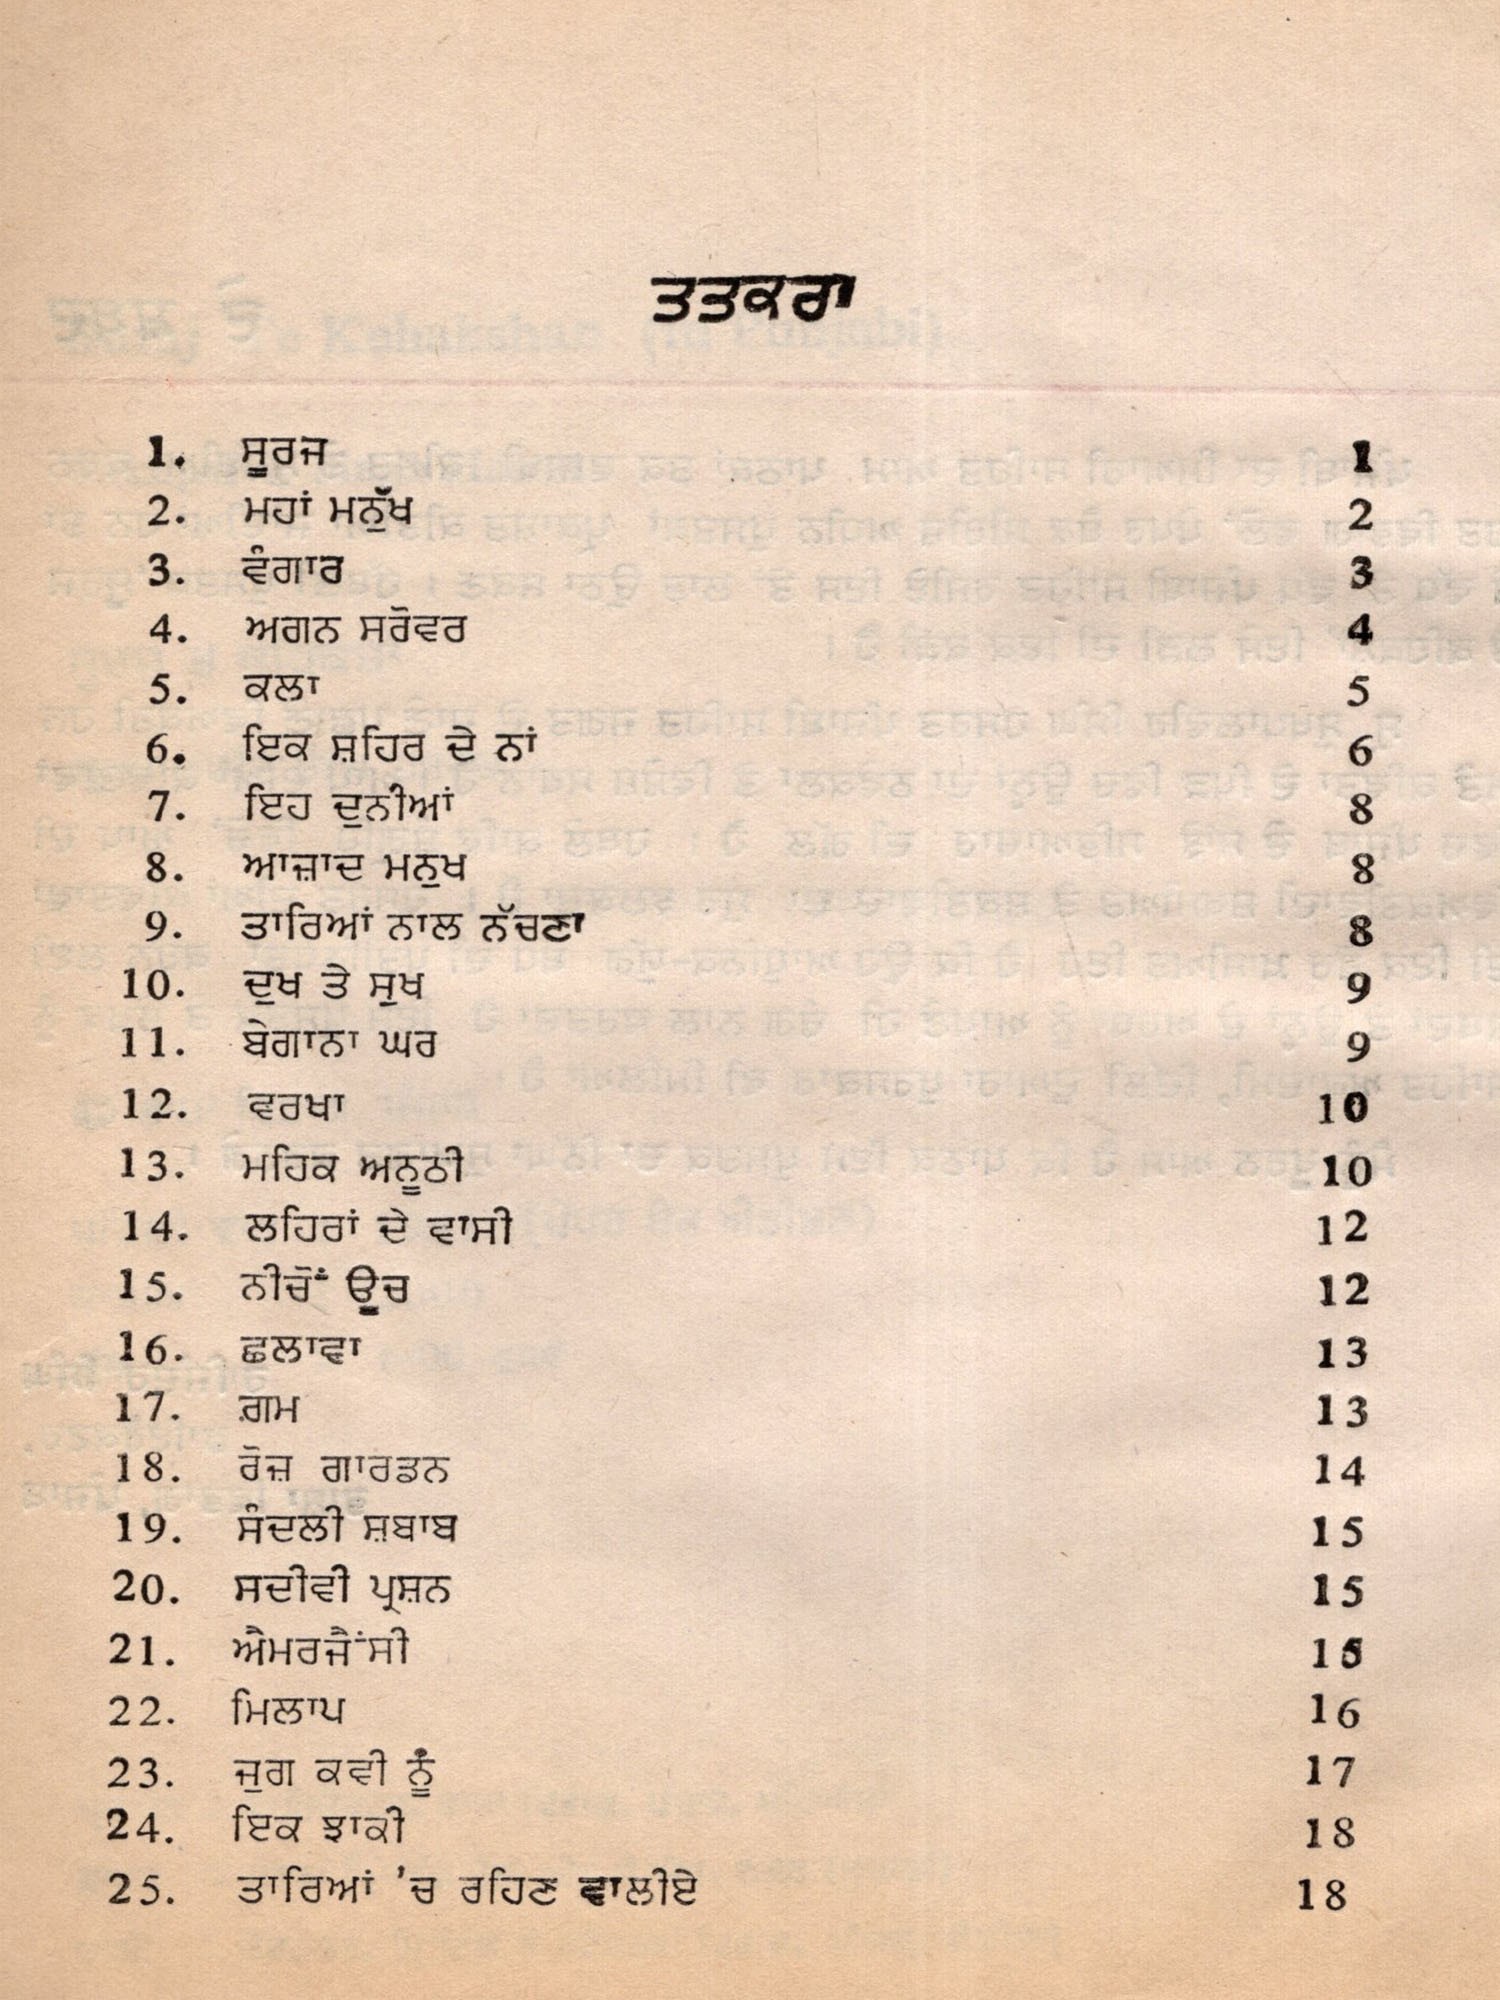 ਤਤਕਰਾ
1. ਸੂਰਜ 1
2. ਮਹਾਂ ਮਨੁੱਖ 2
3. ਵੰਗਾਰ 3
4. ਅਗਨ ਸਰੋਵਰ 4
5. ਕਲਾ 5
6. ਇਕ ਸ਼ਹਿਰ ਦੇ ਨਾਂ 6
7. ਇਹ ਦੁਨੀਆਂ 8
8. ਆਜ਼ਾਦ ਮਨੁਖ 8
9. ਤਾਰਿਆਂ ਨਾਲ ਨੱਚਣਾ 8
10. ਦੁਖ ਤੇ ਸੁਖ 9
11. ਬੇਗਾਨਾ ਘਰ 9
12. ਵਰਖਾ 10
13. ਮਹਿਕ ਅਨੂਠੀ 10
14. ਲਹਿਰਾਂ ਦੇ ਵਾਸੀ 12
15. ਨੀਚੋਂ ਊਚ 12
16. ਛਲਾਵਾ 13
17. ਗ਼ਮ 13
18. ਰੋਜ਼ ਗਾਰਡਨ 14
19. ਸੰਦਲੀ ਸ਼ਬਾਬ 15
20. ਸਦੀਵੀ ਪ੍ਰਸ਼ਨ 15
21. ਐਮਰਜੈਂਸੀ 15
22. ਮਿਲਾਪ 16
23. ਜੁਗ ਕਵੀ ਨੂੰ 17
24. ਇਕ ਝਾਕੀ 18
25. ਤਾਰਿਆਂ 'ਚ ਰਹਿਣ ਵਾਲੀਏ 18